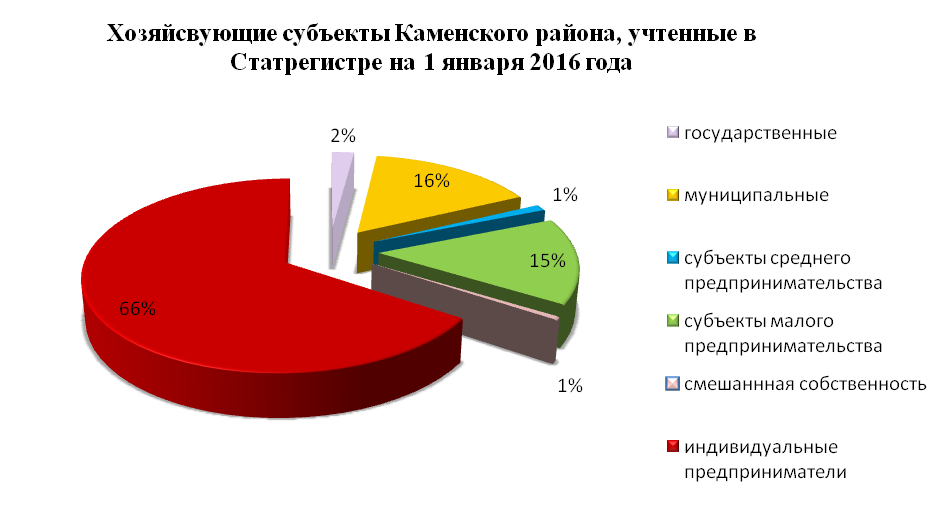 Хозяйсвующие субъекты Каменского района, учтенные в
Статрегистре на 1 января 2016 года
2%
16%
1%
15%
1%
66%
государственные
муниципальные
субъекты среднего
предпринимательства
субъекты малого
предпринимательства
смешаннная собственность
индивидуальные
предприниматели